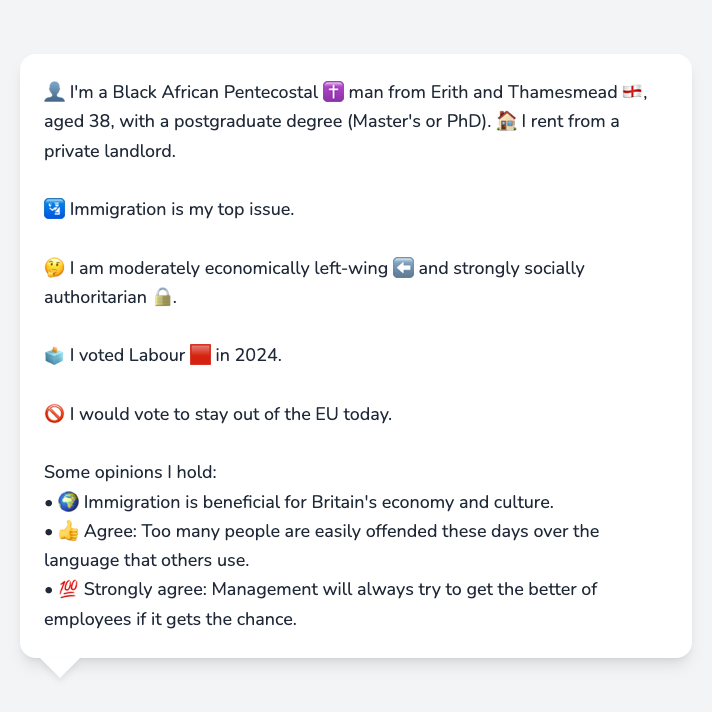 👤 I'm a Black African Pentecostal ✝️ man from Erith and Thamesmead 🏴󠁧󠁢󠁥󠁮󠁧󠁿,
aged 38, with a postgraduate degree (Master's or PhD). 🏠 I rent from a
private landlord.
🛂 Immigration is my top issue.
🤔 I am moderately economically left-wing ⬅️ and strongly socially
authoritarian 🔒.
🗳️ I voted Labour 🟥 in 2024.
🚫 I would vote to stay out of the EU today.
Some opinions I hold:
• 🌍 Immigration is beneficial for Britain's economy and culture.
• 👍 Agree: Too many people are easily offended these days over the
language that others use.
• 💯 Strongly agree: Management will always try to get the better of
employees if it gets the chance.